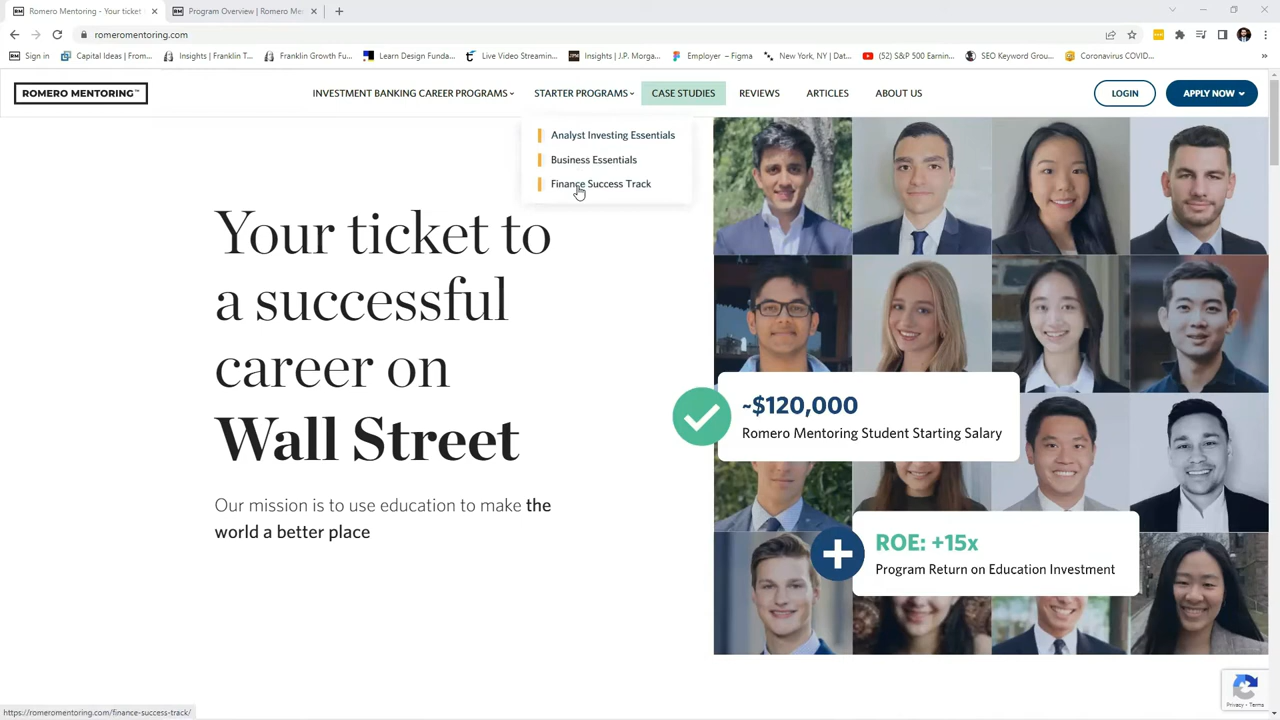 Romero Mentoring - Your ticket
Program Overview | Romero Me
romeromentoring.com
Sign in
Capital Ideas | From...
Insights | Franklin T...
Franklin Growth Fu...
Learn Design Funda...
Live Video Streamin...
Insights | J.P. Morga...
Employer – Figma
New York, NY | Dat...
(52) S&P 500 Earnin...
SEO Keyword Grou...
Coronavirus COVID...
»
ROMERO MENTORING™
INVESTMENT BANKING CAREER PROGRAMS
STARTER PROGRAMS
CASE STUDIES
REVIEWS
ARTICLES
ABOUT US
LOGIN
APPLY NOW
Analyst Investing Essentials
Business Essentials
Finance Success Track
Your ticket to
a successful
career on
Wall Street
Our mission is to use education to make the
world a better place
~$120,000
Romero Mentoring Student Starting Salary
ROE: +15x
Program Return on Education Investment
Privacy - Terms
https://romeromentoring.com/finance-success-track/